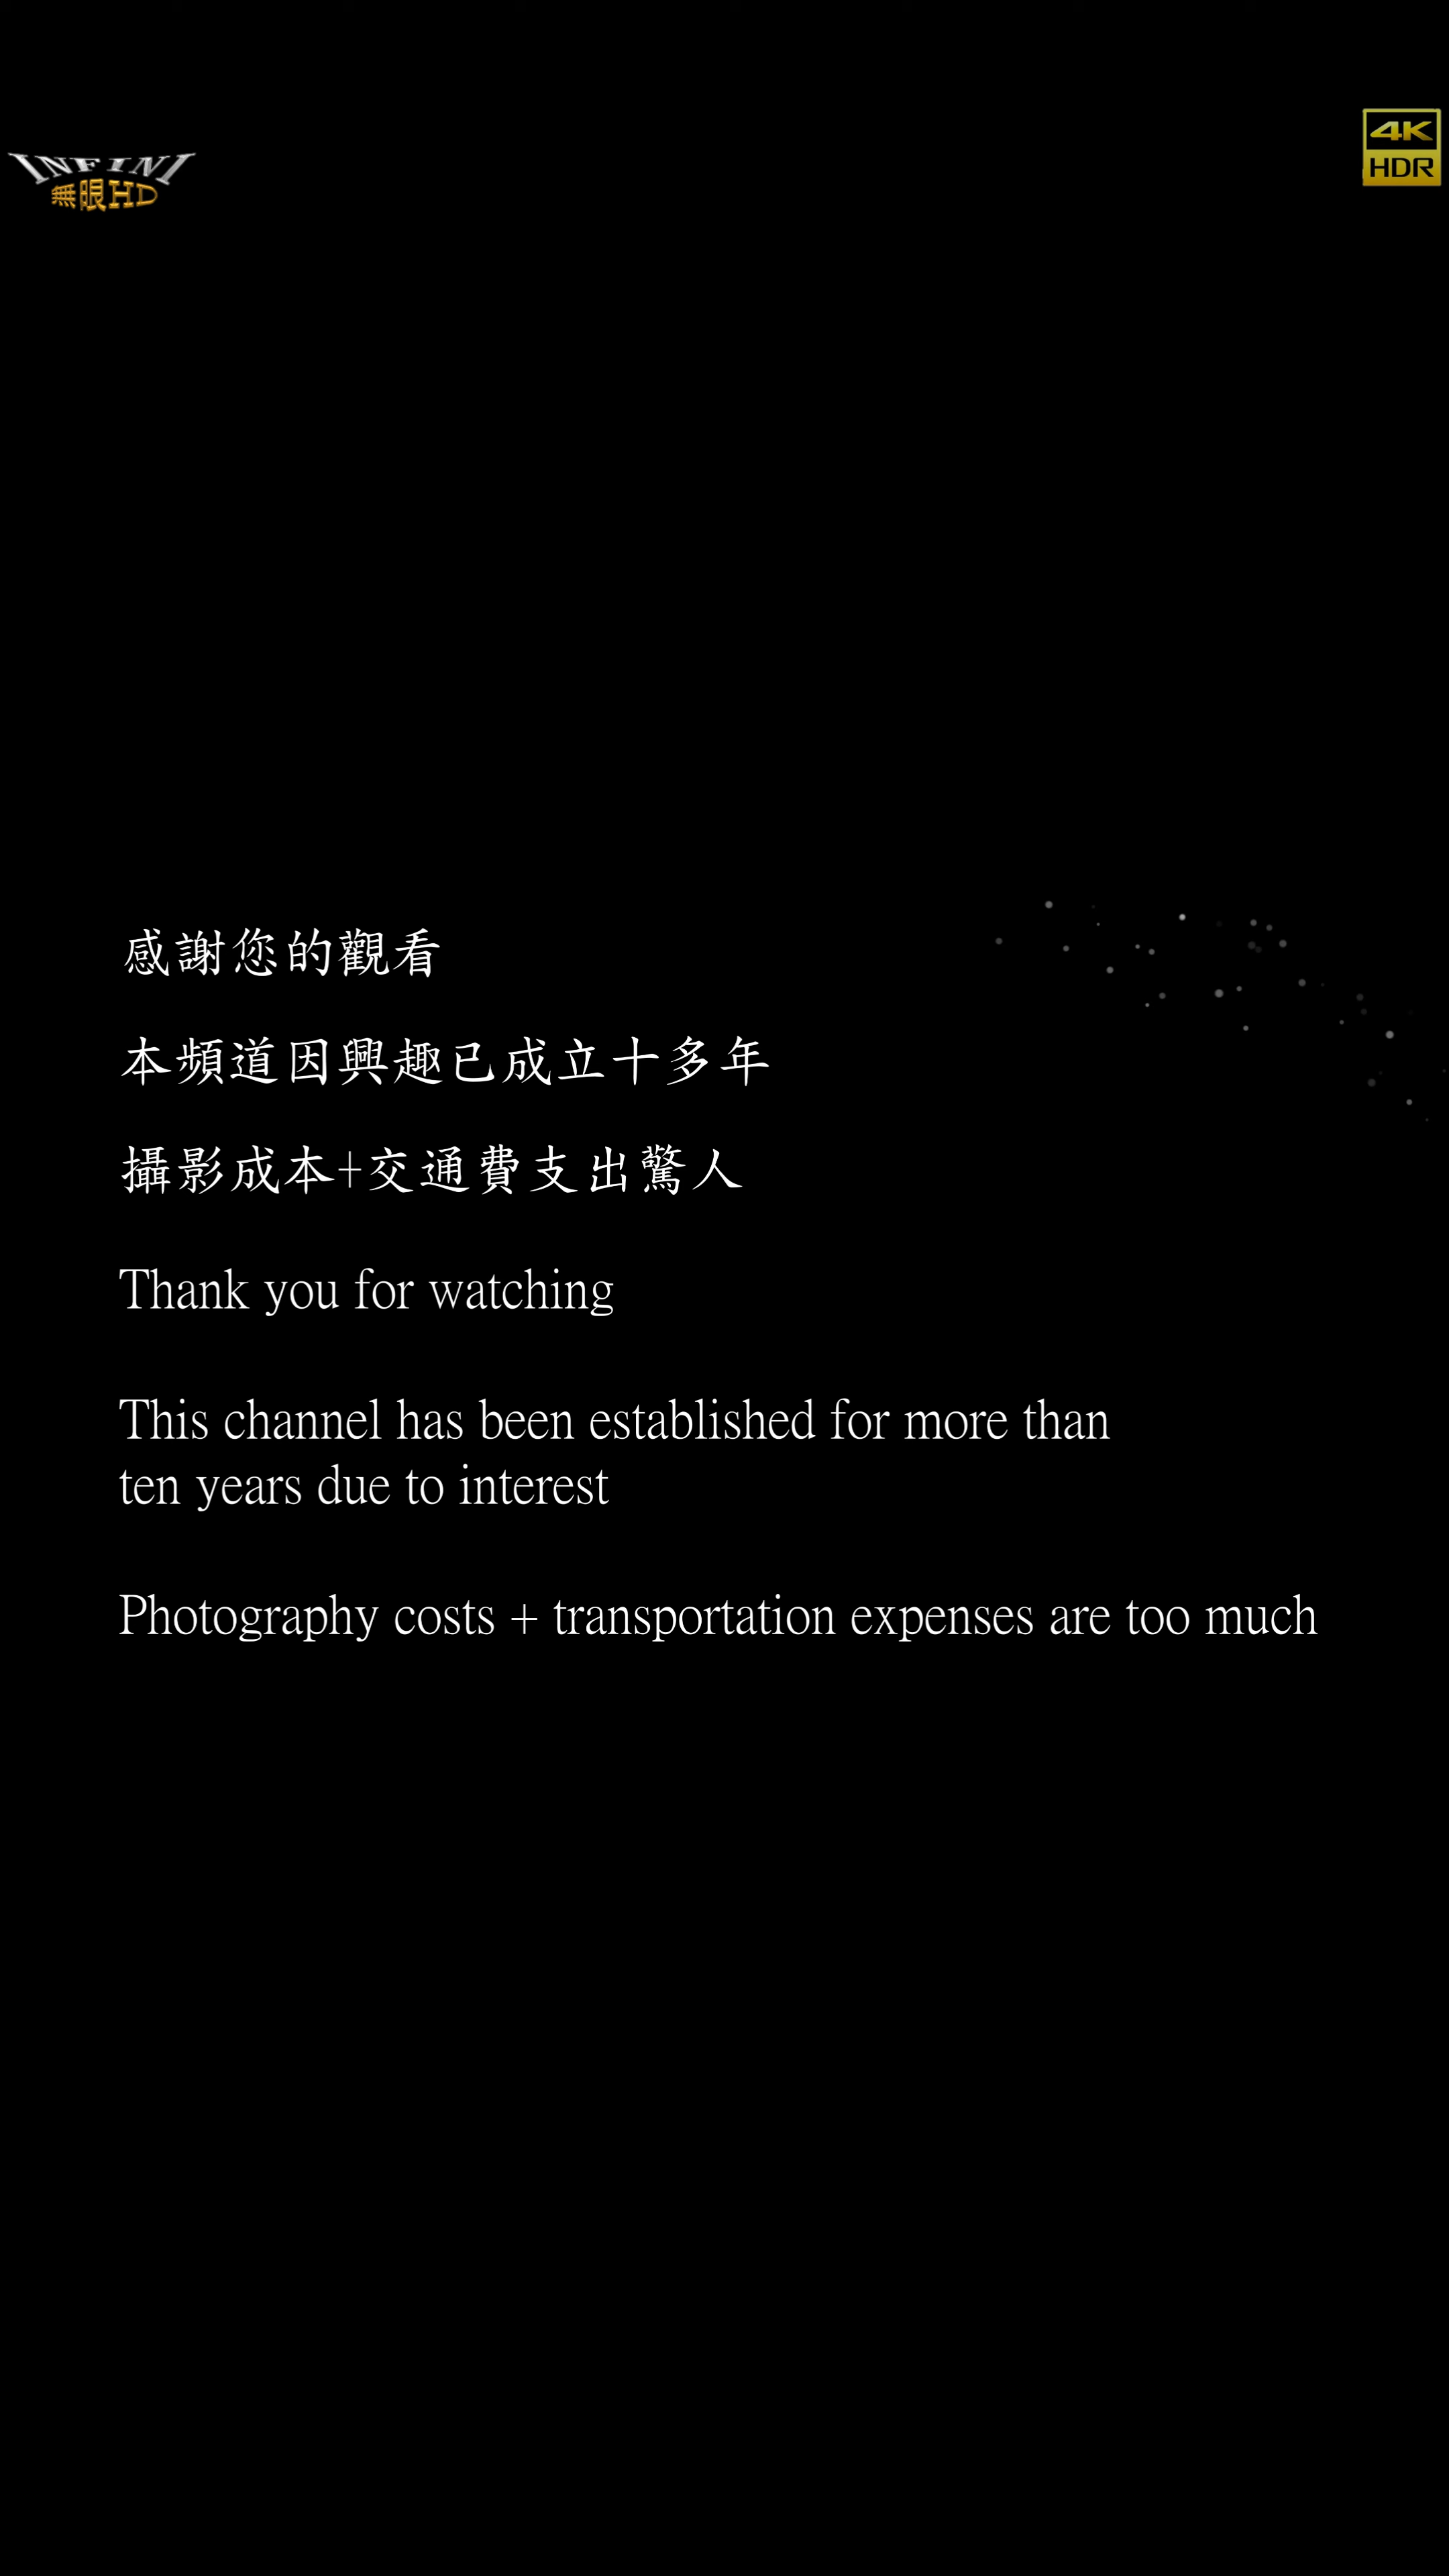 INFINI
無限HD
4K
HDR
感謝您的觀看
本頻道因興趣已成立十多年
攝影成本+交通費支出驚人
Thank you for watching
This channel has been established for more than
ten years due to interest
Photography costs + transportation expenses are too much